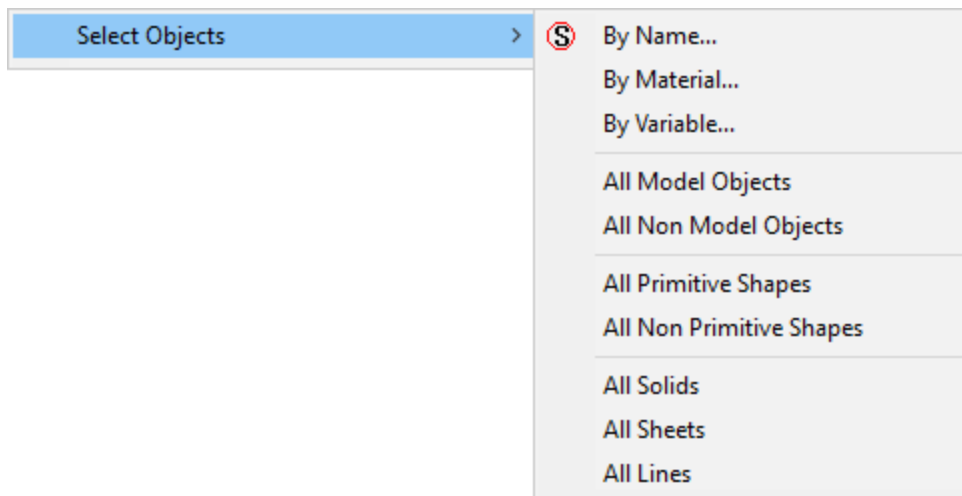 Select Objects
By Name...
By Material...
By Variable...
All Model Objects
All Non Model Objects
All Primitive Shapes
All Non Primitive Shapes
All Solids
All Sheets
All Lines